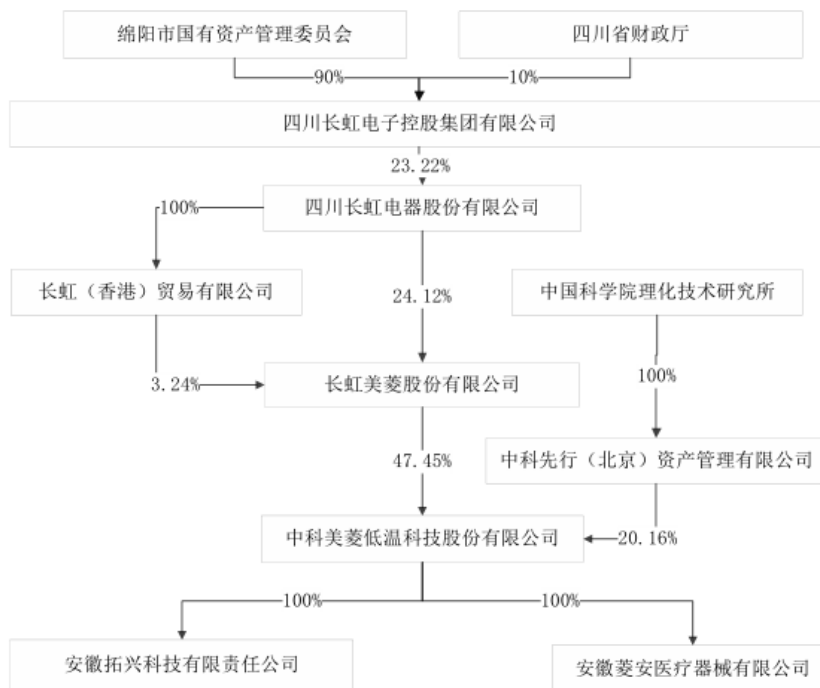 绵阳市国有资产管理委员会
四川省财政厅
90%
10%
四川长虹电子控股集团有限公司
23.22%
四川长虹电器股份有限公司
100%
长虹（香港）贸易有限公司
24.12%
中国科学院理化技术研究所
3.24%
长虹美菱股份有限公司
100%
47.45%
中科先行（北京）资产管理有限公司
中科美菱低温科技股份有限公司
20.16%
100%
100%
安徽拓兴科技有限责任公司
安徽菱安医疗器械有限公司